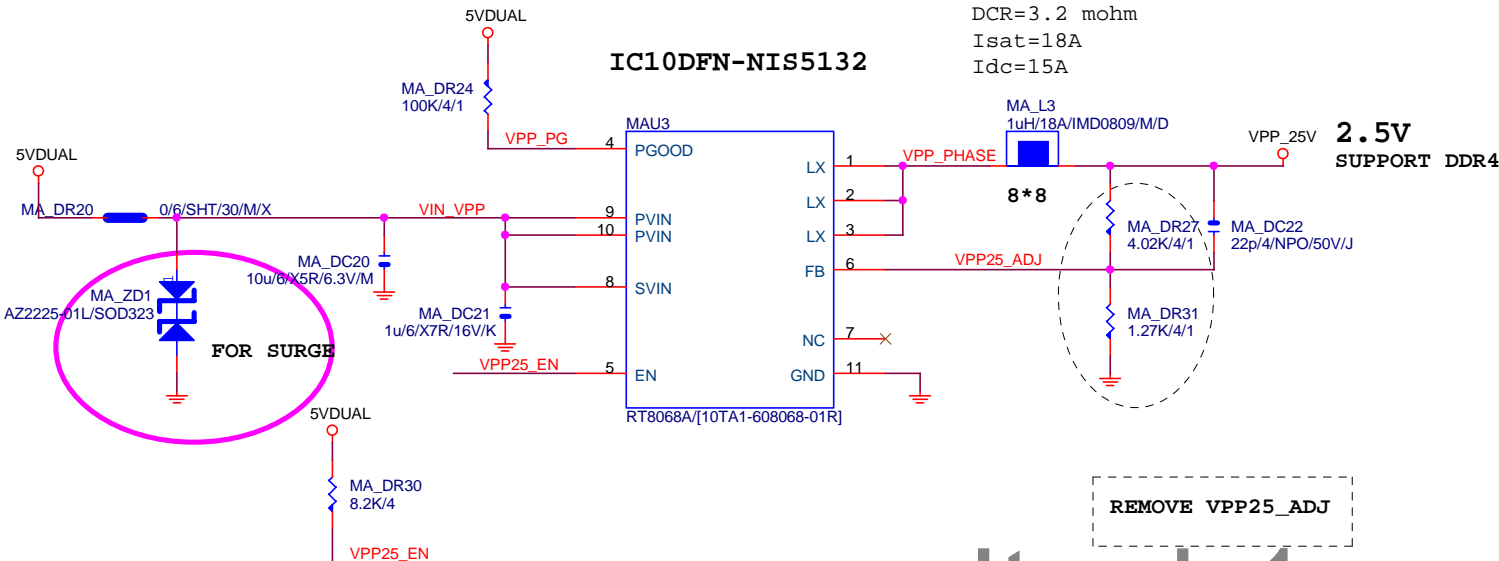 5VDUAL
IC10DFN-NIS5132
DCR=3.2 mohm
Isat=18A
Idc=15A
MA_DR24
100K/4/1
VPP_PG
4
MAU3
PGOOD
MA_L3
1uH/18A/IMD0809/M/D
8*8
VPP_25V
2.5V
SUPPORT DDR4
5VDUAL
MA_DR20
0/6/SHT/30/M/X
VIN_VPP
9
PVIN
10
PVIN
8
SVIN
LX
1
VPP_PHASE
LX
2
LX
3
FB
6
VPP25_ADJ
MA_DR27
4.02K/4/1
MA_DC22
22p/4/NPO/50V/J
MA_DC20
10u/6/X5R/6.3V/M
MA_ZD1
AZ2225-01L/SOD323
1
FOR SURGE
MA_DC21
1u/6/X7R/16V/K
MA_DR31
1.27K/4/1
NC
7
VPP25_EN
5
EN
GND
11
RT8068A/[10TA1-608068-01R]
5VDUAL
MA_DR30
8.2K/4
VPP25_EN
REMOVE VPP25_ADJ